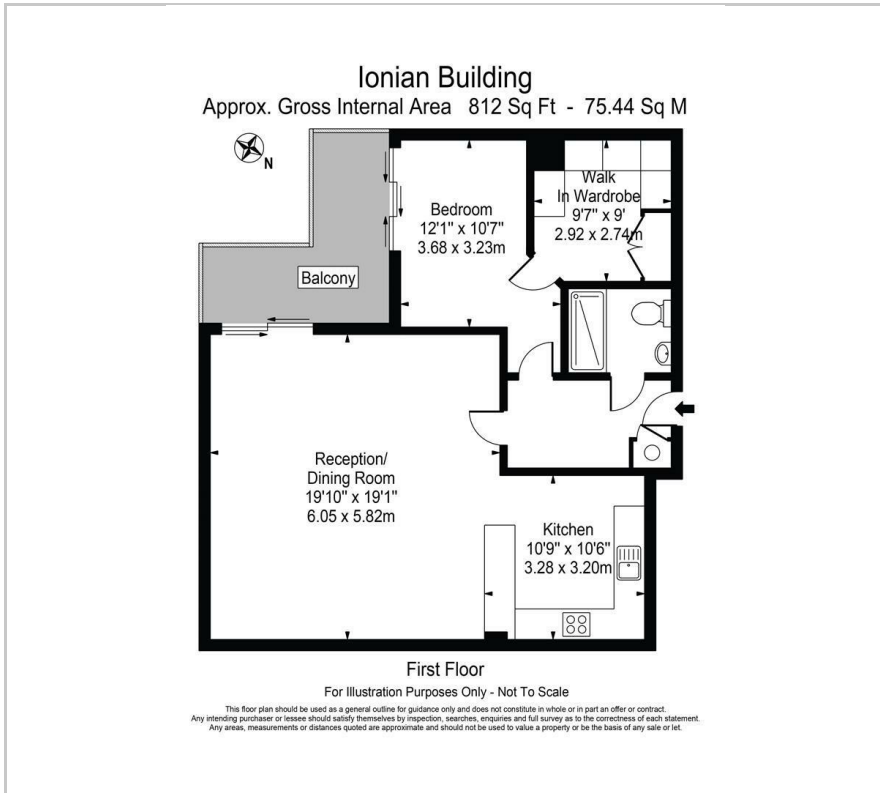 Ionian Building
Approx. Gross Internal Area 812 Sq Ft - 75.44 Sq M
N
Walk
In Wardrobe
9'7" x 9'
2.92 x 2.74m
Bedroom
12'1" x 10'7"
3.68 x 3.23m
Balcony
Reception/
Dining Room
19'10" x 19'1"
6.05 x 5.82m
Kitchen
10'9" x 10'6"
3.28 x 3.20m
First Floor
For Illustration Purposes Only - Not To Scale
This floor plan should be used as a general outline for guidance only and does not constitute in whole or in part an offer or contract.
Any intending purchaser or lessee should satisfy themselves by inspection, searches, enquiries and full survey as to the correctness of each statement.
Any areas, measurements or distances quoted are approximate and should not be used to value a property or be the basis of any sale or let.